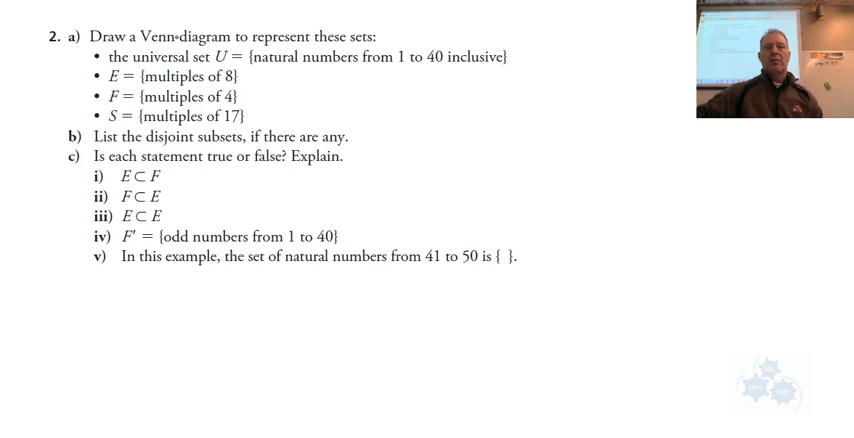 2. a) Draw a Venn diagram to represent these sets:
• the universal set U = {natural numbers from 1 to 40 inclusive}
• E = {multiples of 8}
• F = {multiples of 4}
• S = {multiples of 17}
b) List the disjoint subsets, if there are any.
c) Is each statement true or false? Explain.
i) E ⊂ F
ii) F ⊂ E
iii) E ⊂ E
iv) F′ = {odd numbers from 1 to 40}
v) In this example, the set of natural numbers from 41 to 50 is { }.